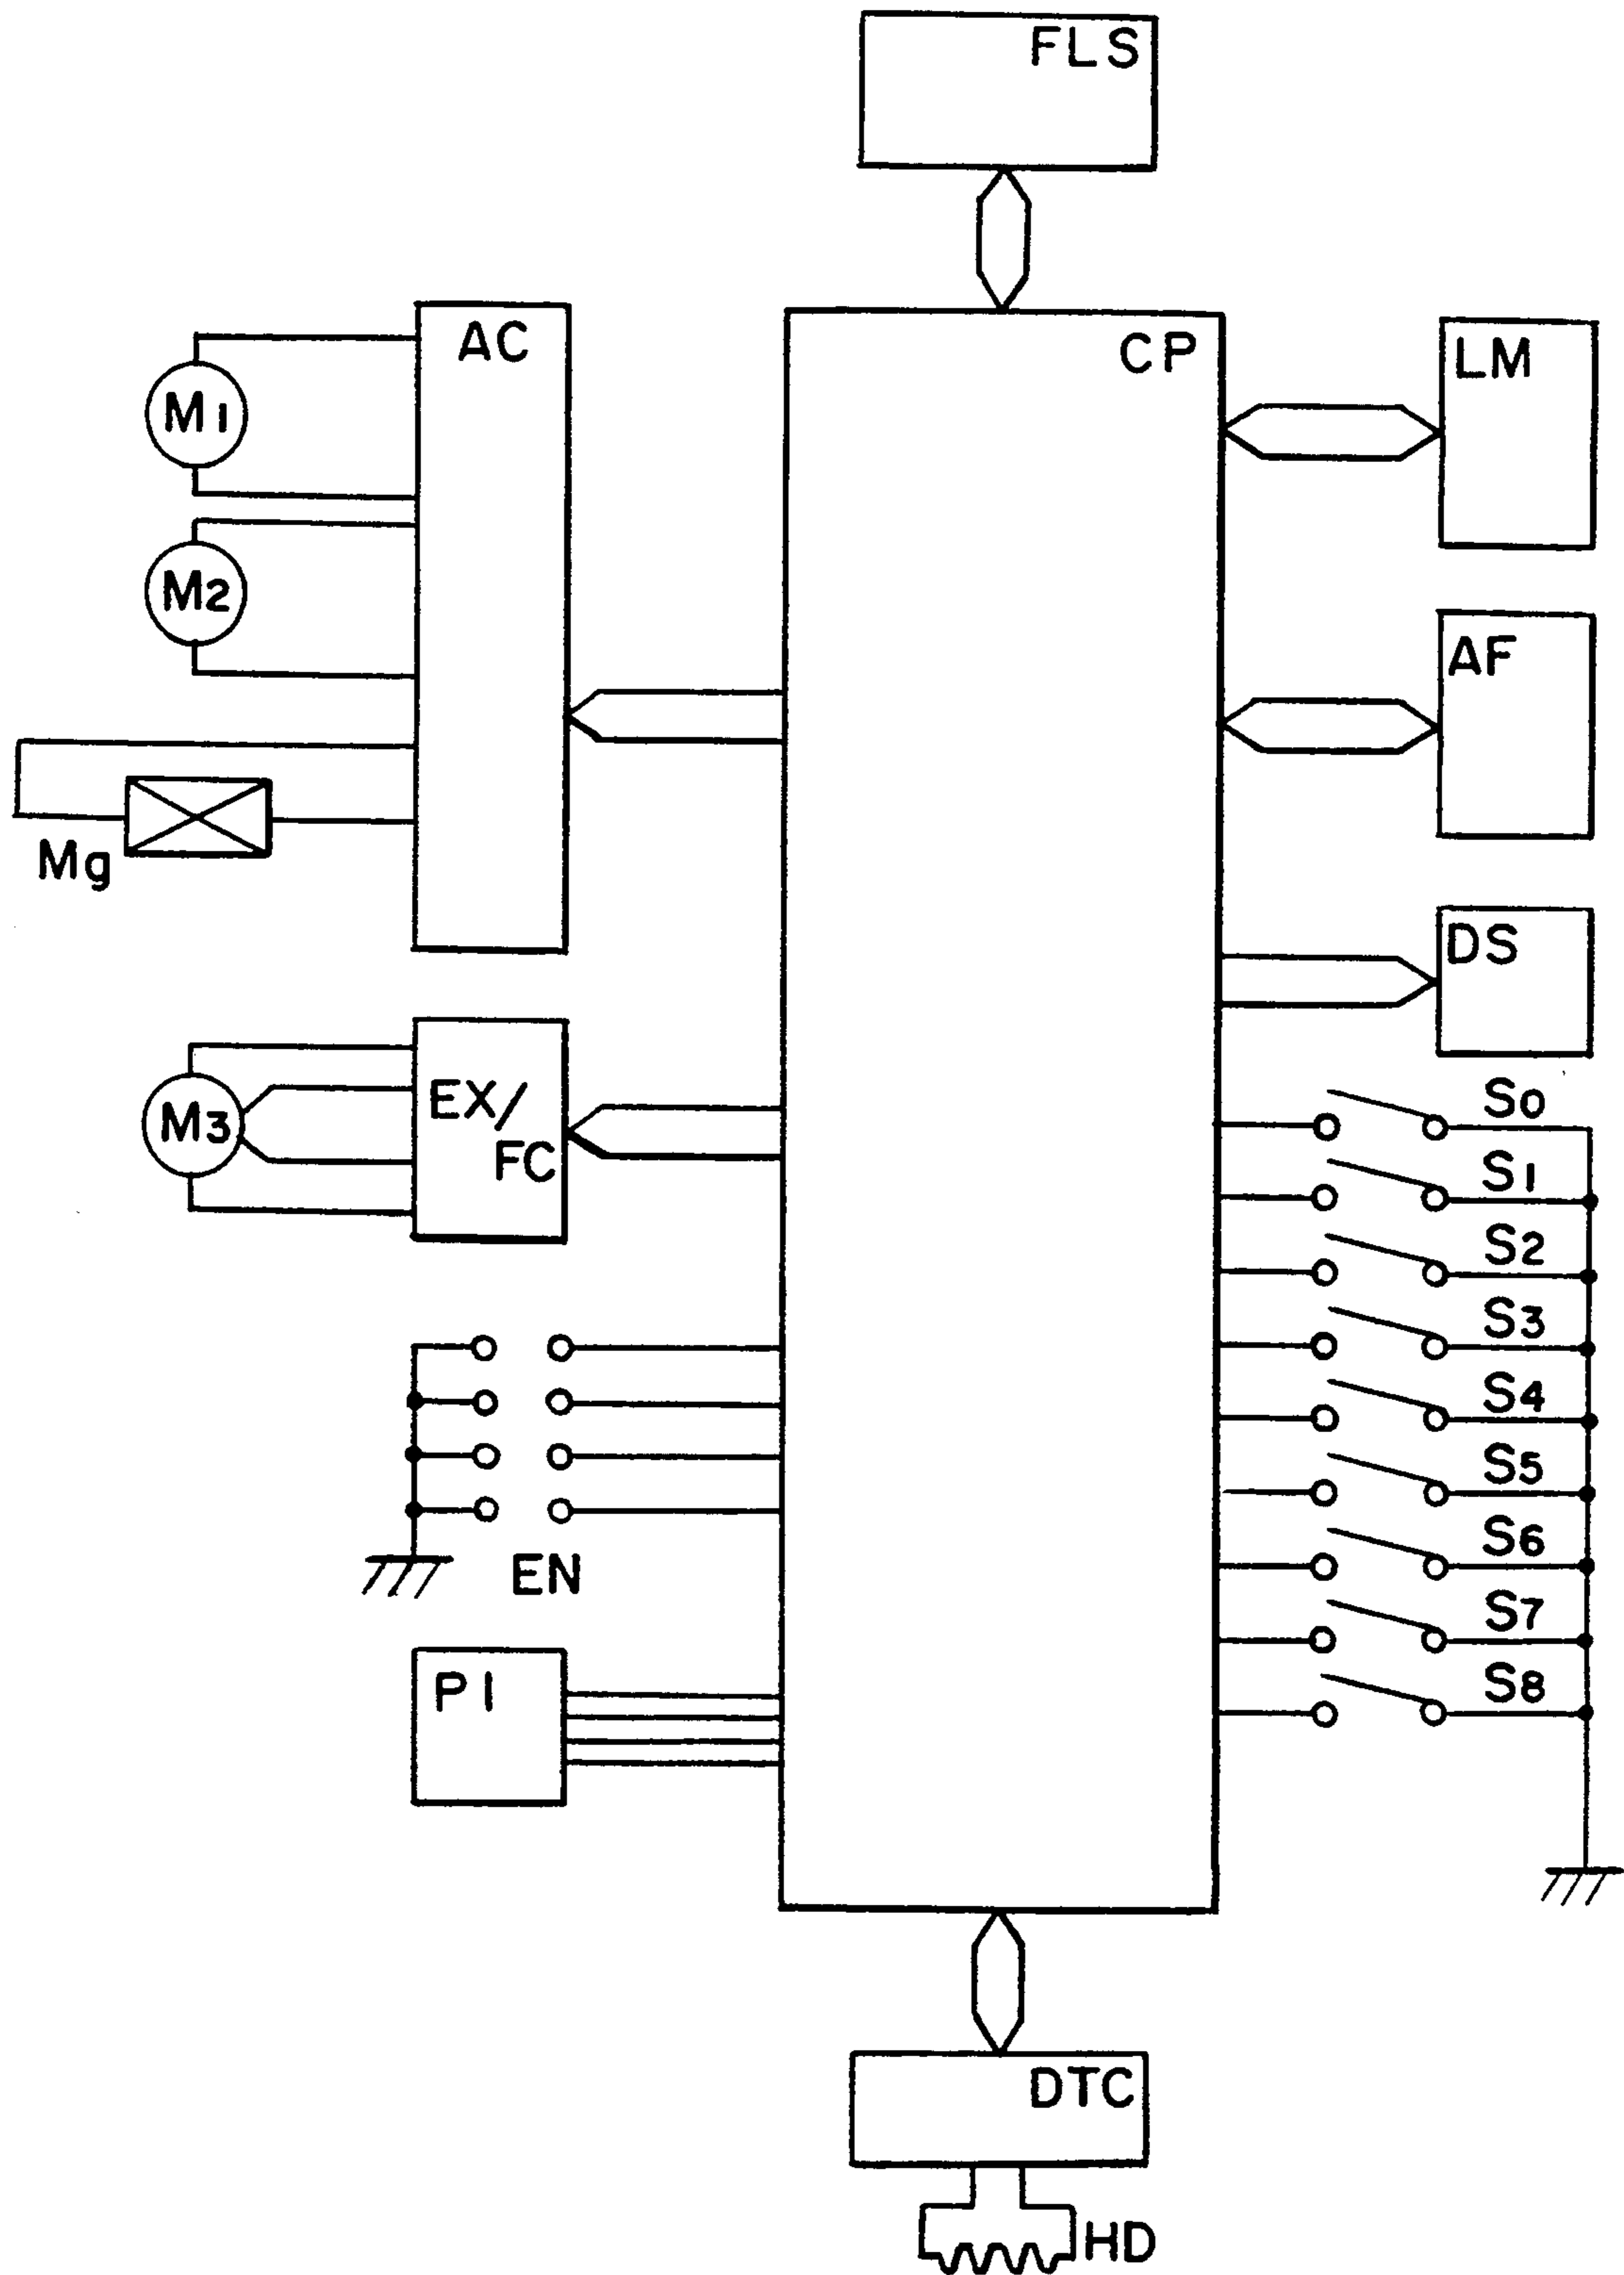 FLS
AC
CP
LM
M1
M2
AF
Mg
DS
EX/
FC
M3
S0
S1
S2
S3
S4
S5
S6
S7
S8
EN
PI
DTC
HD